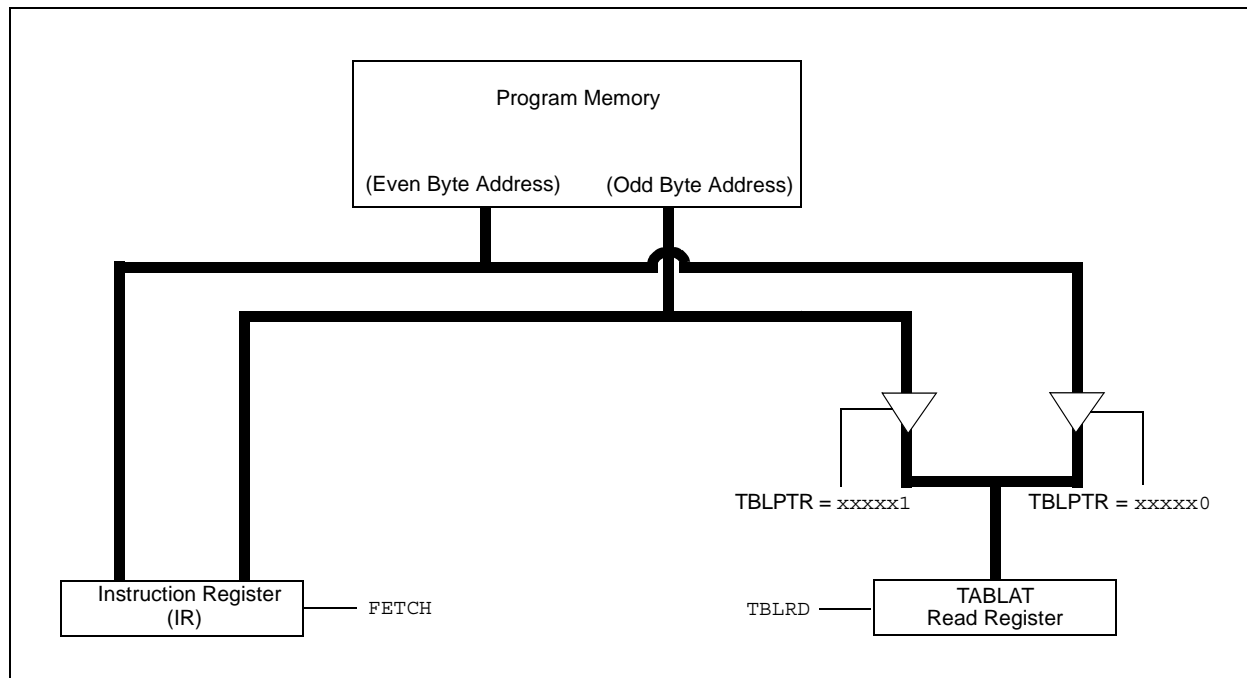 Program Memory
(Even Byte Address)
(Odd Byte Address)
TBLPTR = xxxxx1
TBLPTR = xxxxx0
Instruction Register
(IR)
FETCH
TBLRD
TABLAT
Read Register